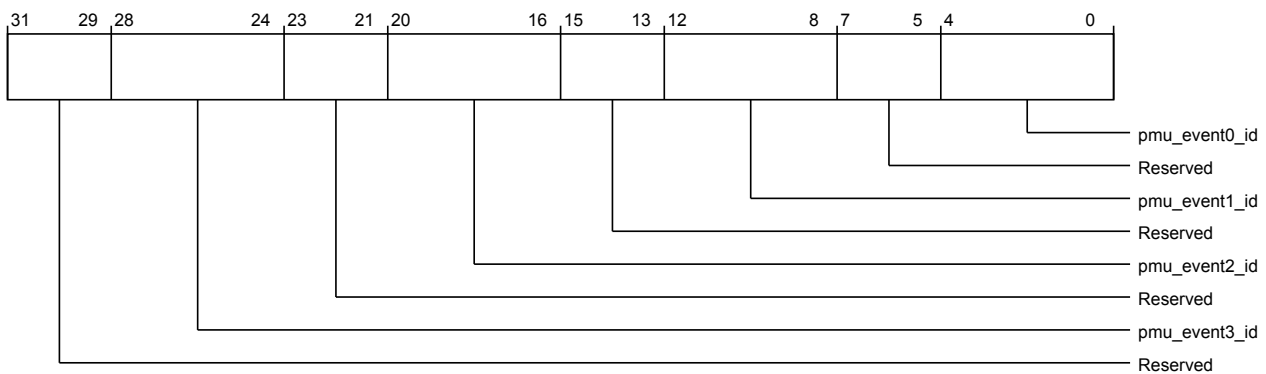 31 29 28 24 23 21 20 16 15 13 12 8 7 5 4 0
pmu_event0_id
Reserved
pmu_event1_id
Reserved
pmu_event2_id
Reserved
pmu_event3_id
Reserved